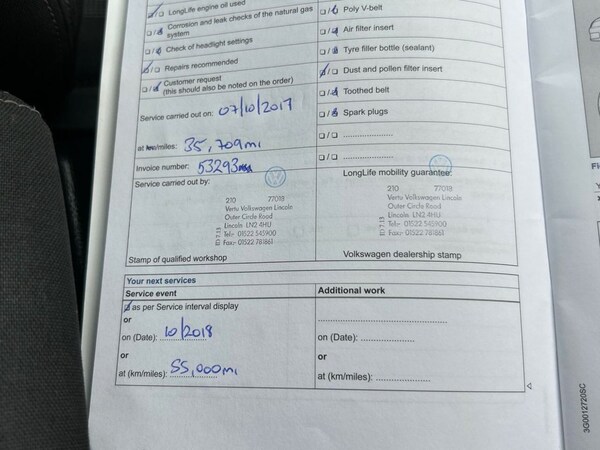 LongLife engine oil used
Corrosion and leak checks of the natural gas
system
Check of headlight settings
Repairs recommended
Customer request
(this should also be noted on the order)
Service carried out on: 07/10/2017
at km/miles: 35,709mi
Invoice number: 53293
Service carried out by:
210 77018
Vertu Volkswagen Lincoln
Outer Circle Road
Lincoln LN2 4HU
Tel:- 01522 545900
Fax:- 01522 781861
Stamp of qualified workshop
Poly V-belt
Air filter insert
Tyre filler bottle (sealant)
Dust and pollen filter insert
Toothed belt
Spark plugs
LongLife mobility guarantee:
210 77018
Vertu Volkswagen Lincoln
Outer Circle Road
Lincoln LN2 4HU
Tel:- 01522 545900
Fax:- 01522 781861
Volkswagen dealership stamp
Your next services
Service event
as per Service interval display
or
on (Date): 10/2018
or
at (km/miles): 55,000mi
Additional work
on (Date):
or
at (km/miles):
3G0012720SC